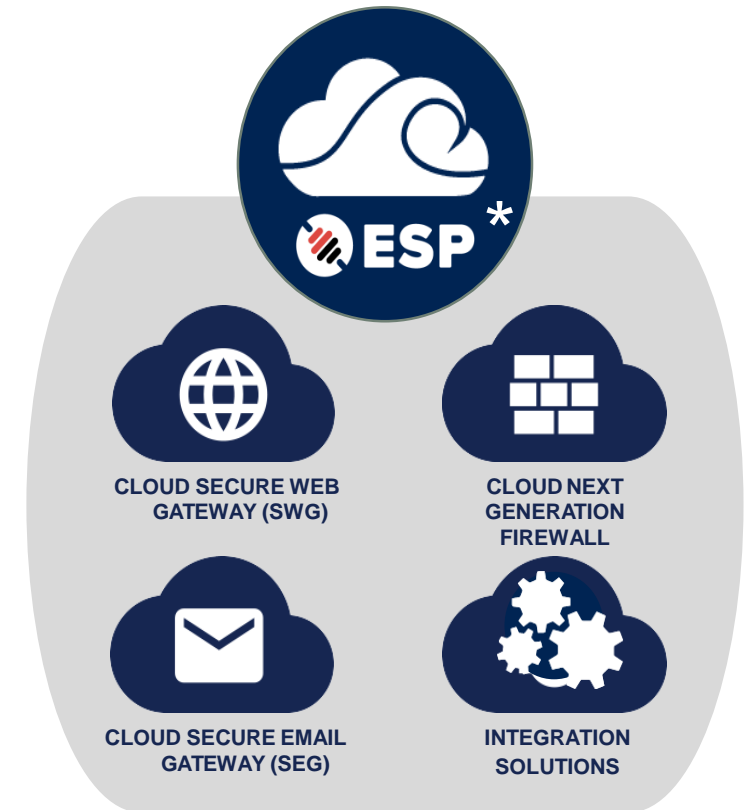 ESP *
CLOUD SECURE WEB
GATEWAY (SWG)
CLOUD NEXT
GENERATION
FIREWALL
CLOUD SECURE EMAIL
GATEWAY (SEG)
INTEGRATION
SOLUTIONS